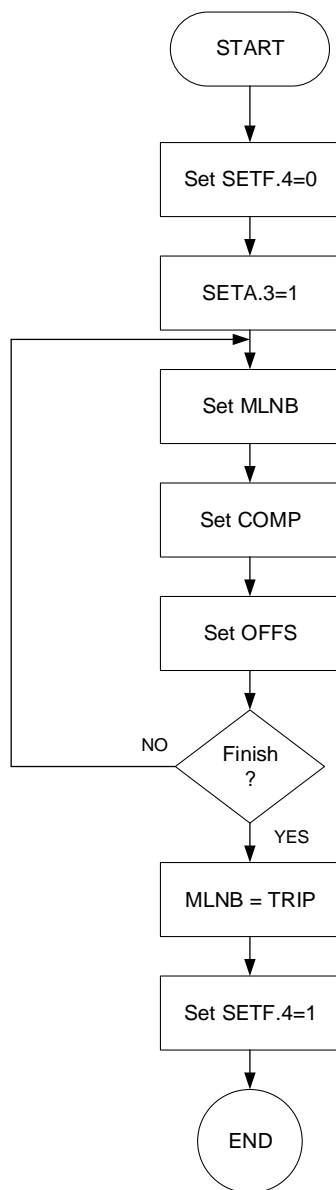 START
Set SETF.4=0
SETA.3=1
Set MLNB
Set COMP
Set OFFS
NO
Finish
?
YES
MLNB = TRIP
Set SETF.4=1
END